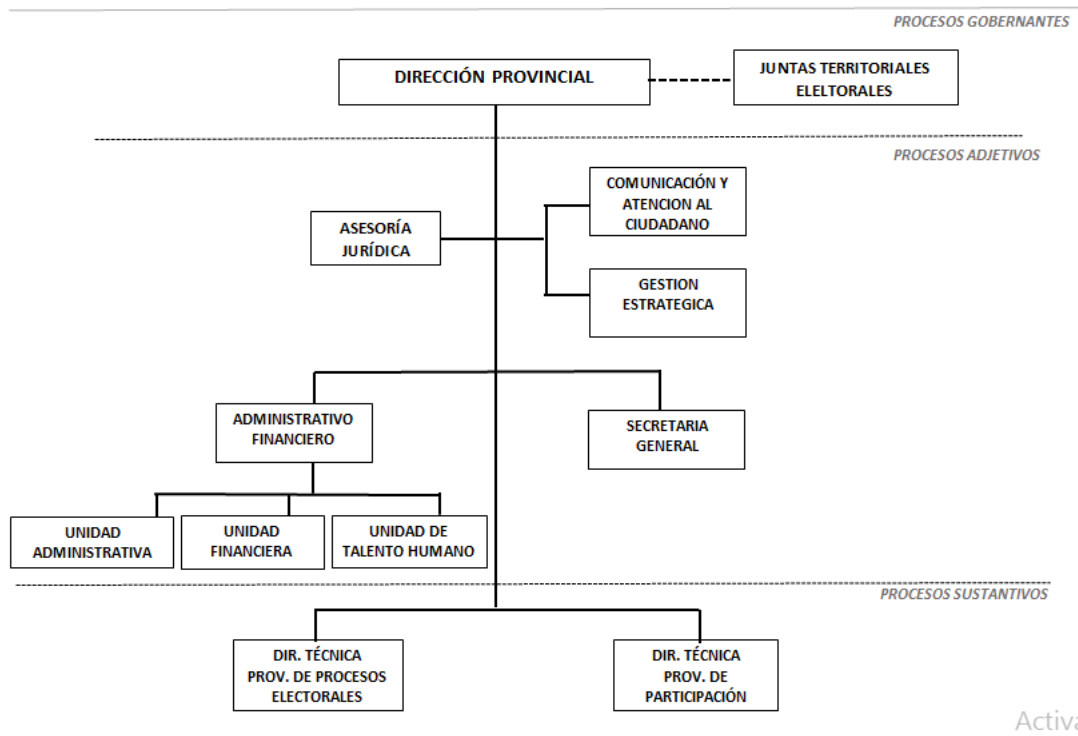 PROCESOS GOBERNANTES
DIRECCIÓN PROVINCIAL
JUNTAS TERRITORIALES
ELELTORALES
PROCESOS ADJETIVOS
COMUNICACIÓN Y
ATENCION AL
CIUDADANO
ASESORÍA
JURÍDICA
GESTION
ESTRATEGICA
ADMINISTRATIVO
FINANCIERO
SECRETARIA
GENERAL
UNIDAD
ADMINISTRATIVA
UNIDAD
FINANCIERA
UNIDAD DE
TALENTO HUMANO
PROCESOS SUSTANTIVOS
DIR. TÉCNICA
PROV. DE PROCESOS
ELECTORALES
DIR. TÉCNICA
PROV. DE
PARTICIPACIÓN
Activa